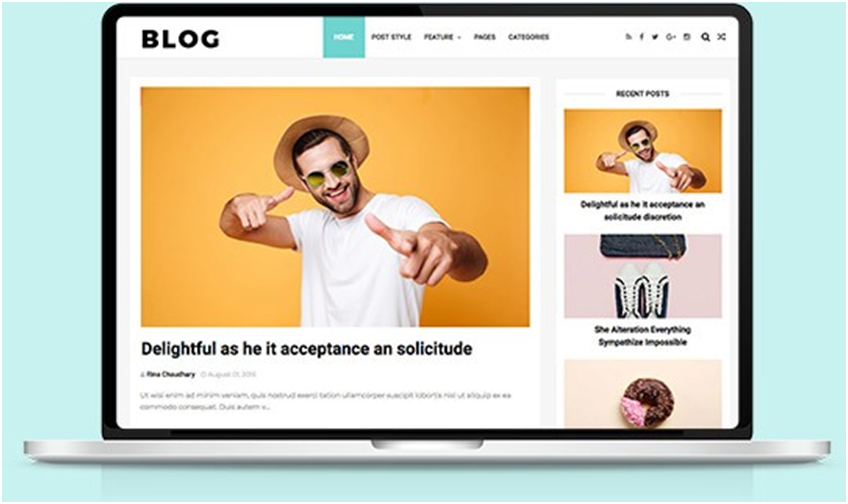 BLOG
HOME POST STYLE FEATURE PAGES CATEGORIES
RECENT POSTS
Delightful as he it acceptance an
solicitude discretion
She Alteration Everything
Sympathize Impossible
Delightful as he it acceptance an solicitude
Rina Chaudhary August 01, 2016
Ut wisi enim ad minim veniam, quis nostrud exerci tation ullamcorper suscipit lobortis nisl ut aliquip ex ea
commodo consequat. Duis autem v...